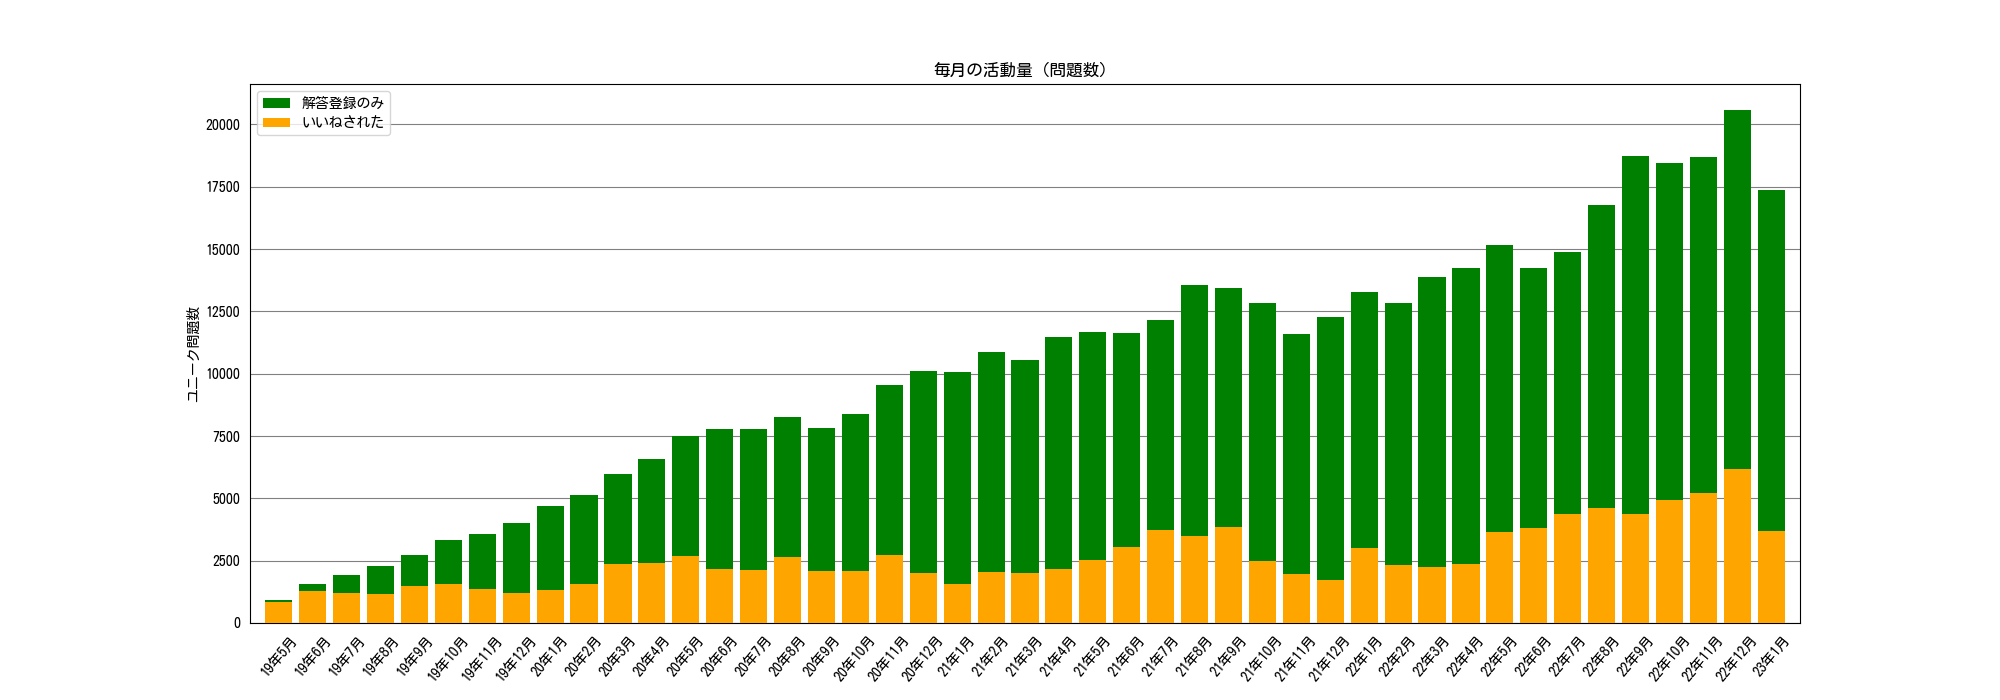 毎月の活動量（問題数）
解答登録のみ
いいねされた
ユニーク問題数
20000
17500
15000
12500
10000
7500
5000
2500
0
19年5月
19年6月
19年7月
19年8月
19年9月
19年10月
19年11月
19年12月
20年1月
20年2月
20年3月
20年4月
20年5月
20年6月
20年7月
20年8月
20年9月
20年10月
20年11月
20年12月
21年1月
21年2月
21年3月
21年4月
21年5月
21年6月
21年7月
21年8月
21年9月
21年10月
21年11月
21年12月
22年1月
22年2月
22年3月
22年4月
22年5月
22年6月
22年7月
22年8月
22年9月
22年10月
22年11月
22年12月
23年1月